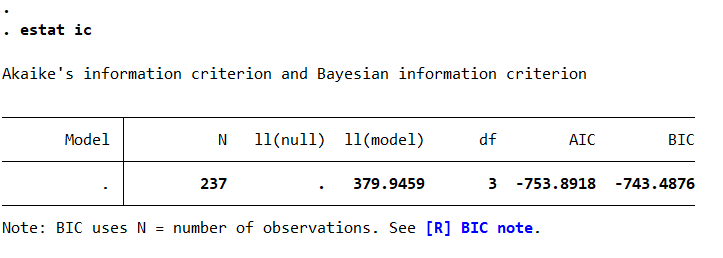 .
. estat ic
Akaike's information criterion and Bayesian information criterion
Model N ll(null) ll(model) df AIC BIC
. 237 . 379.9459 3 -753.8918 -743.4876
Note: BIC uses N = number of observations. See [R] BIC note.